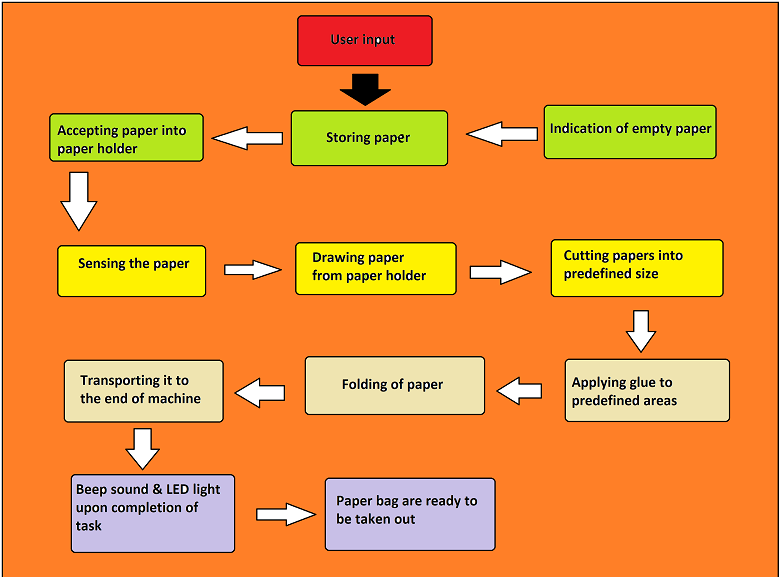 User input
Accepting paper into
paper holder
Storing paper
Indication of empty paper
Sensing the paper
Drawing paper
from paper holder
Cutting papers into
predefined size
Transporting it to
the end of machine
Folding of paper
Applying glue to
predefined areas
Beep sound & LED light
upon completion of
task
Paper bag are ready to
be taken out